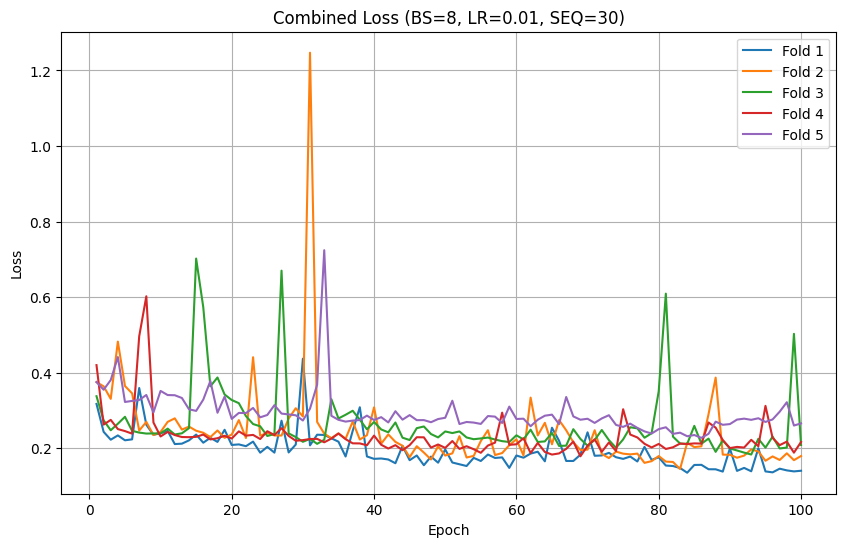 Combined Loss (BS=8, LR=0.01, SEQ=30)
Fold 1
Fold 2
Fold 3
Fold 4
Fold 5
1.2
1.0
0.8
0.6
0.4
0.2
Loss
0 20 40 60 80 100
Epoch